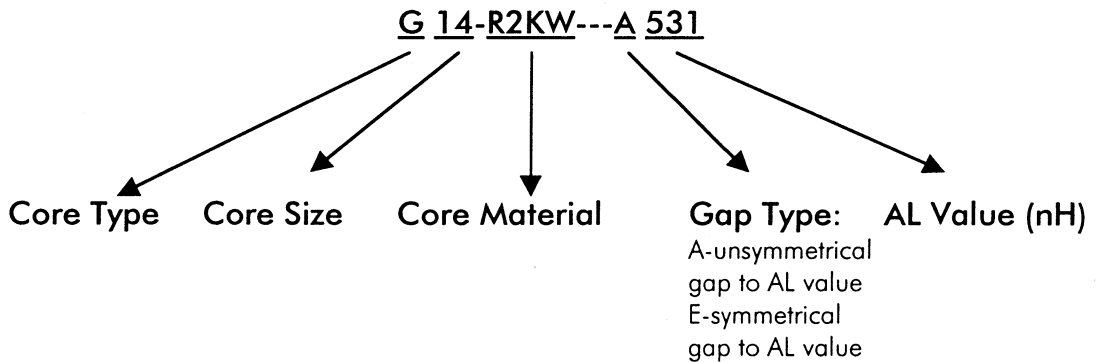 G 14-R2KW---A 531
Core Type
Core Size
Core Material
Gap Type:
A-unsymmetrical
gap to AL value
E-symmetrical
gap to AL value
AL Value (nH)